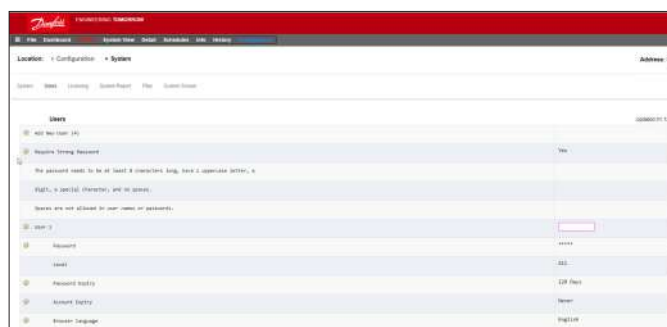 Danfoss ENGINEERING TOMORROW
File Dashboard System View Detail Schedules Info History
Location: > Configuration > System Address:
System Users Licensing System Report Files
Users
Add New User (4)
Require Strong Password Yes
The password needs to be at least 8 characters long, have 1 uppercase letter, a
digit, a special character, and no spaces.
Spaces are not allowed in user names or passwords.
User 1
Password *****
Level
Password Expiry 120 Days
Account Expiry Never
Browser language English